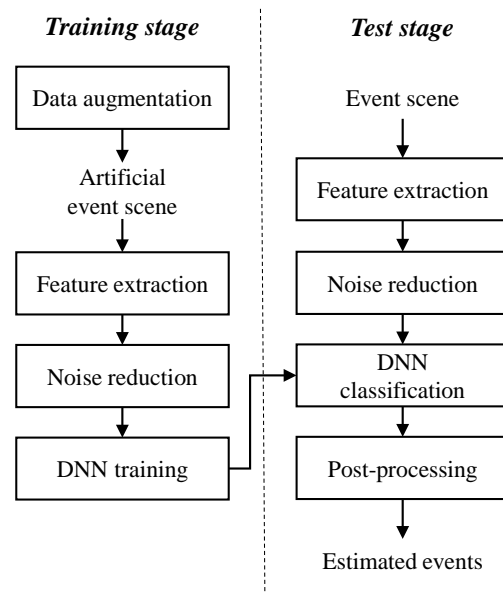 Training stage
Data augmentation
Artificial
event scene
Feature extraction
Noise reduction
DNN training
Test stage
Event scene
Feature extraction
Noise reduction
DNN
classification
Post-processing
Estimated events